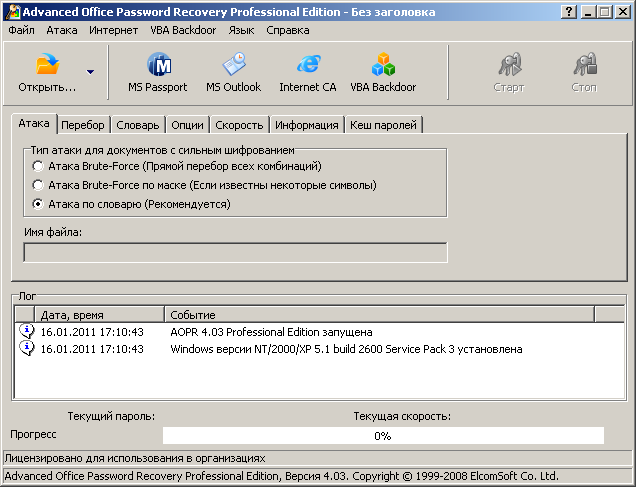 Advanced Office Password Recovery Professional Edition - Без заголовка
Файл Атака Интернет VBA Backdoor Язык Справка
Открыть... MS Passport MS Outlook Internet CA VBA Backdoor Старт Стоп
Атака Перебор Словарь Опции Скорость Информация Кеш паролей
Тип атаки для документов с сильным шифрованием
Атака Brute-Force (Прямой перебор всех комбинаций)
Атака Brute-Force по маске (Если известны некоторые символы)
Атака по словарю (Рекомендуется)
Имя файла:
Лог
Дата, время Событие
16.01.2011 17:10:43 AOPR 4.03 Professional Edition запущена
16.01.2011 17:10:43 Windows версии NT/2000/XP 5.1 build 2600 Service Pack 3 установлена
Текущий пароль: Текущая скорость:
Прогресс 0%
Лицензировано для использования в организациях
Advanced Office Password Recovery Professional Edition, Версия 4.03. Copyright © 1999-2008 ElcomSoft Co. Ltd.